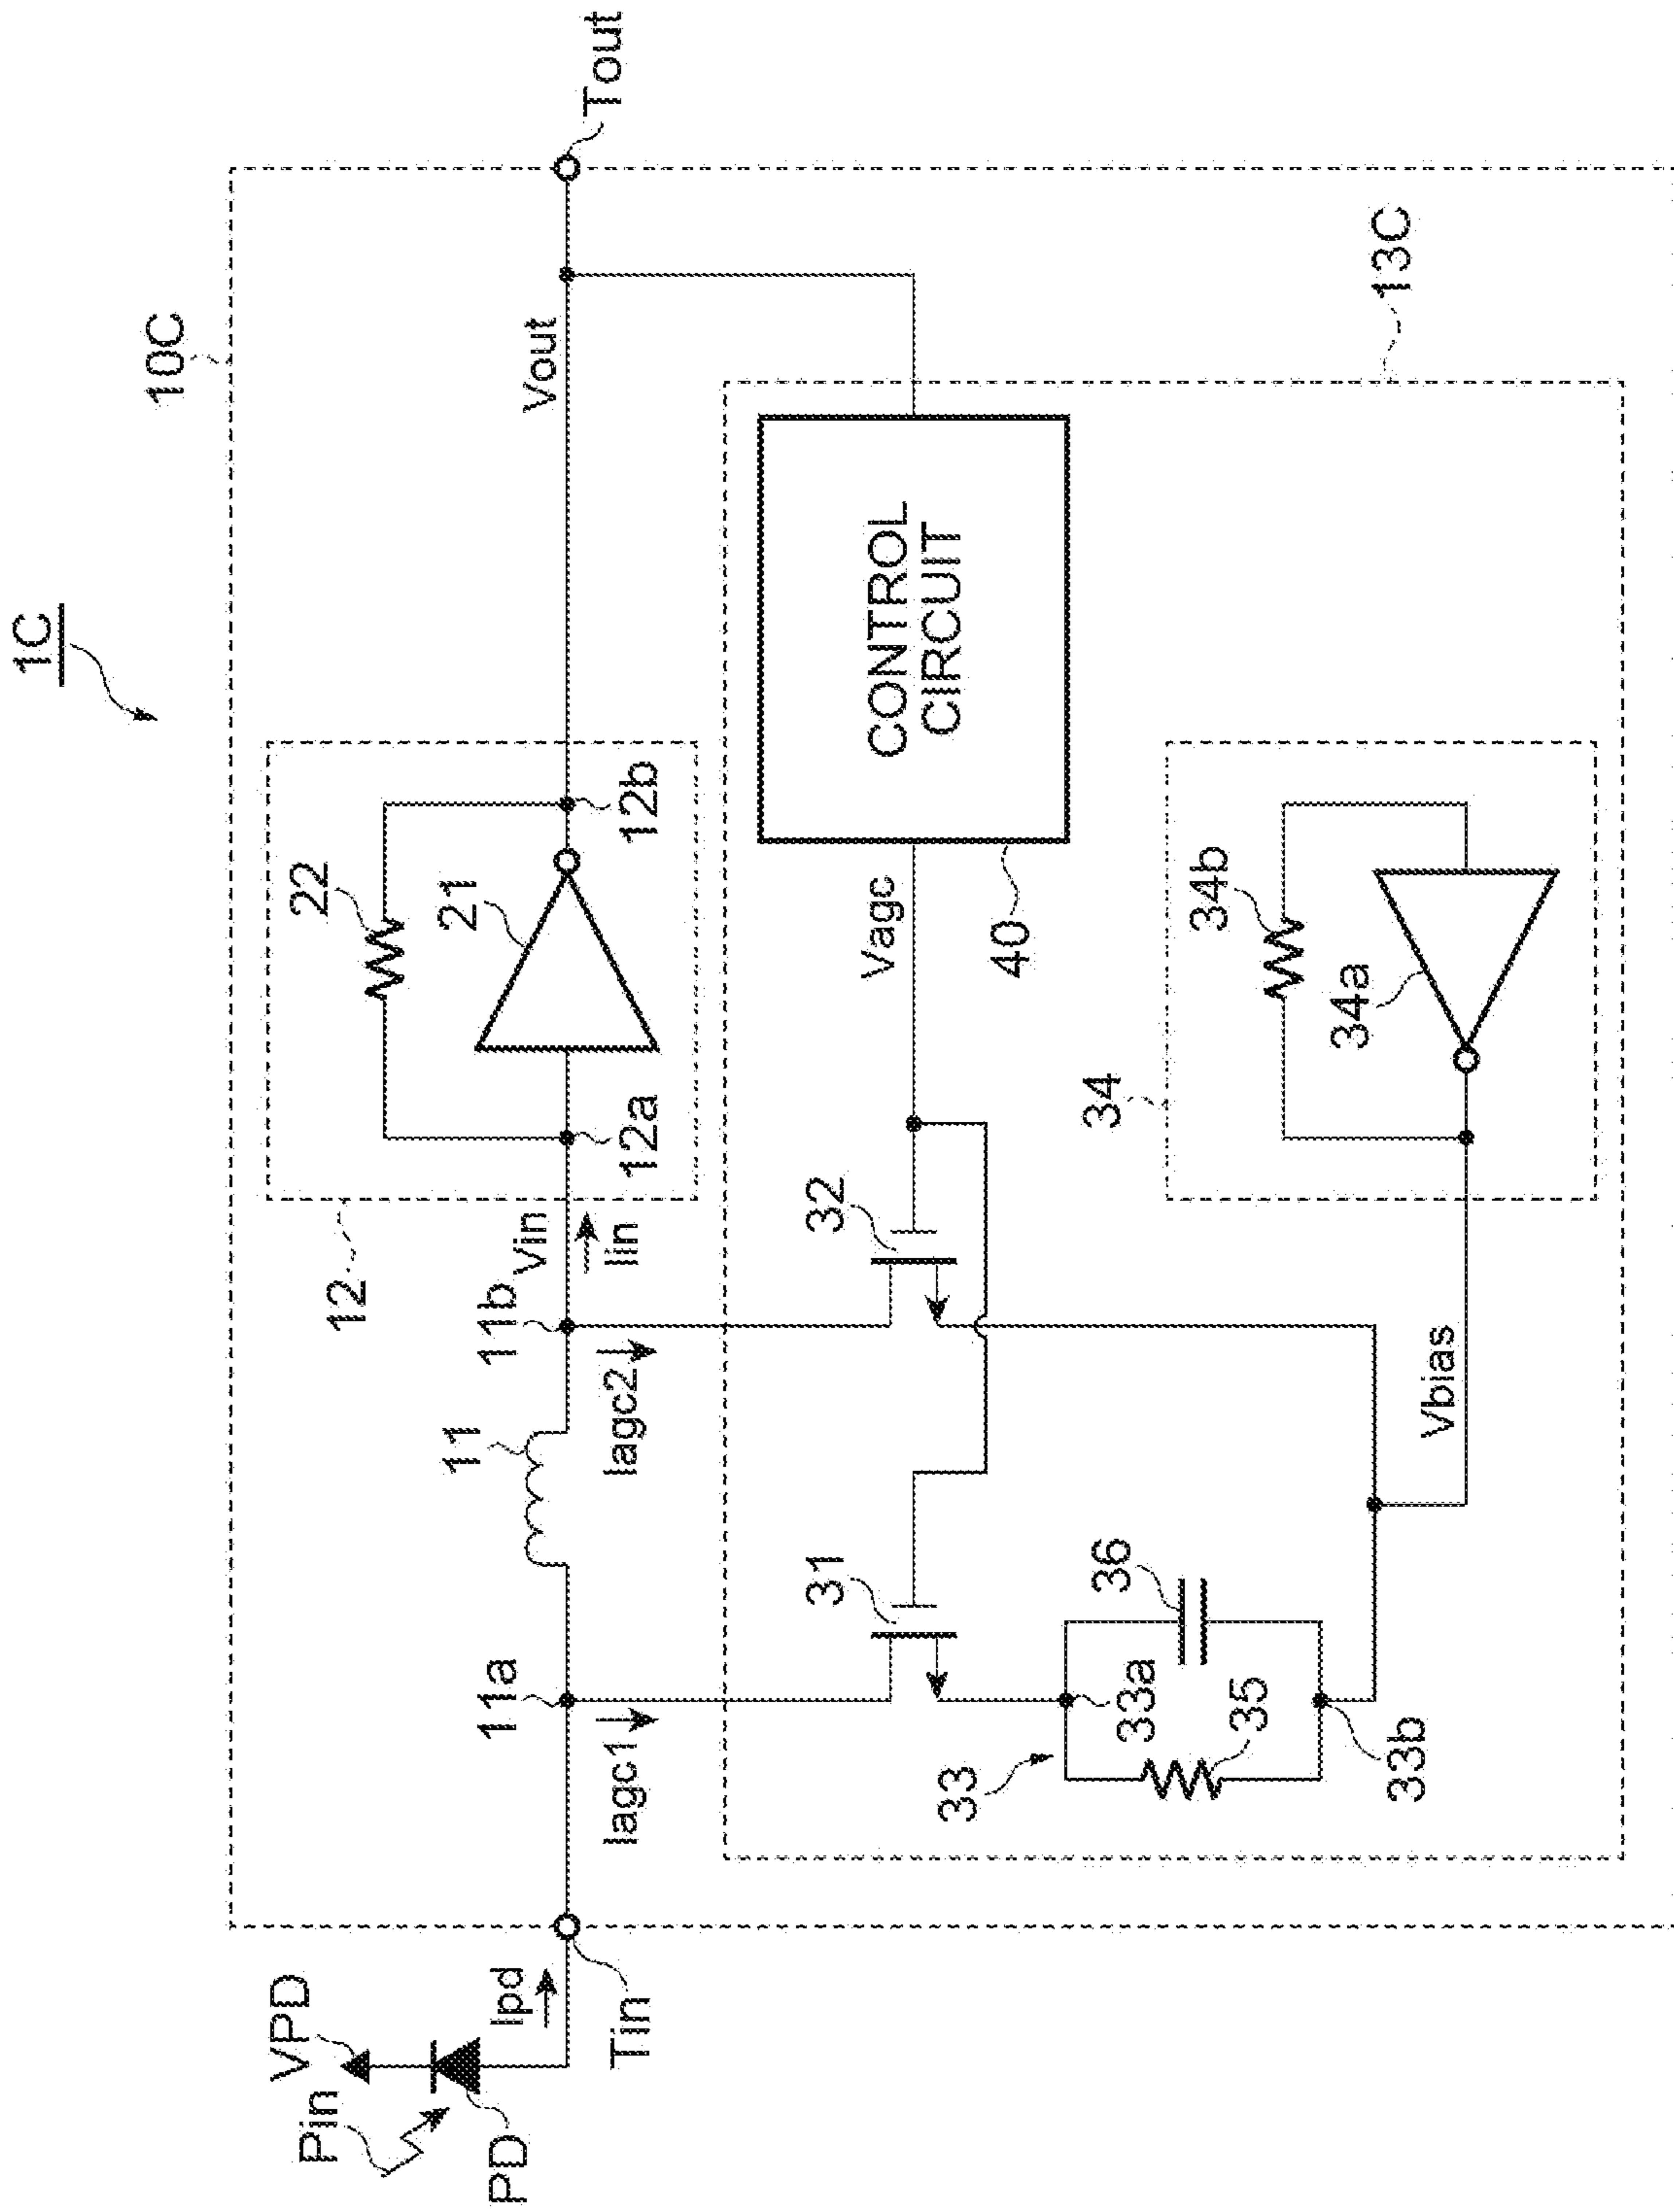 1C
10C
Pin
VPD
PD
Ipd
Tin
11a
11
11b
Vin
Iin
12
12a
22
21
12b
Vout
Tout
Iagc1
Iagc2
31
32
Vagc
40
CONTROL
CIRCUIT
13C
33
33a
35
36
33b
Vbias
34
34a
34b